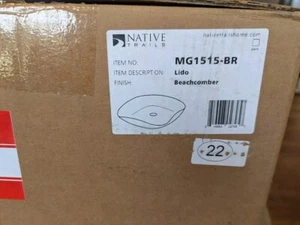 NATIVE
TRAILS
nativetrailshome.com
ITEM NO. MG1515-BR
ITEM DESCRIPTION Lido
FINISH Beachcomber
22